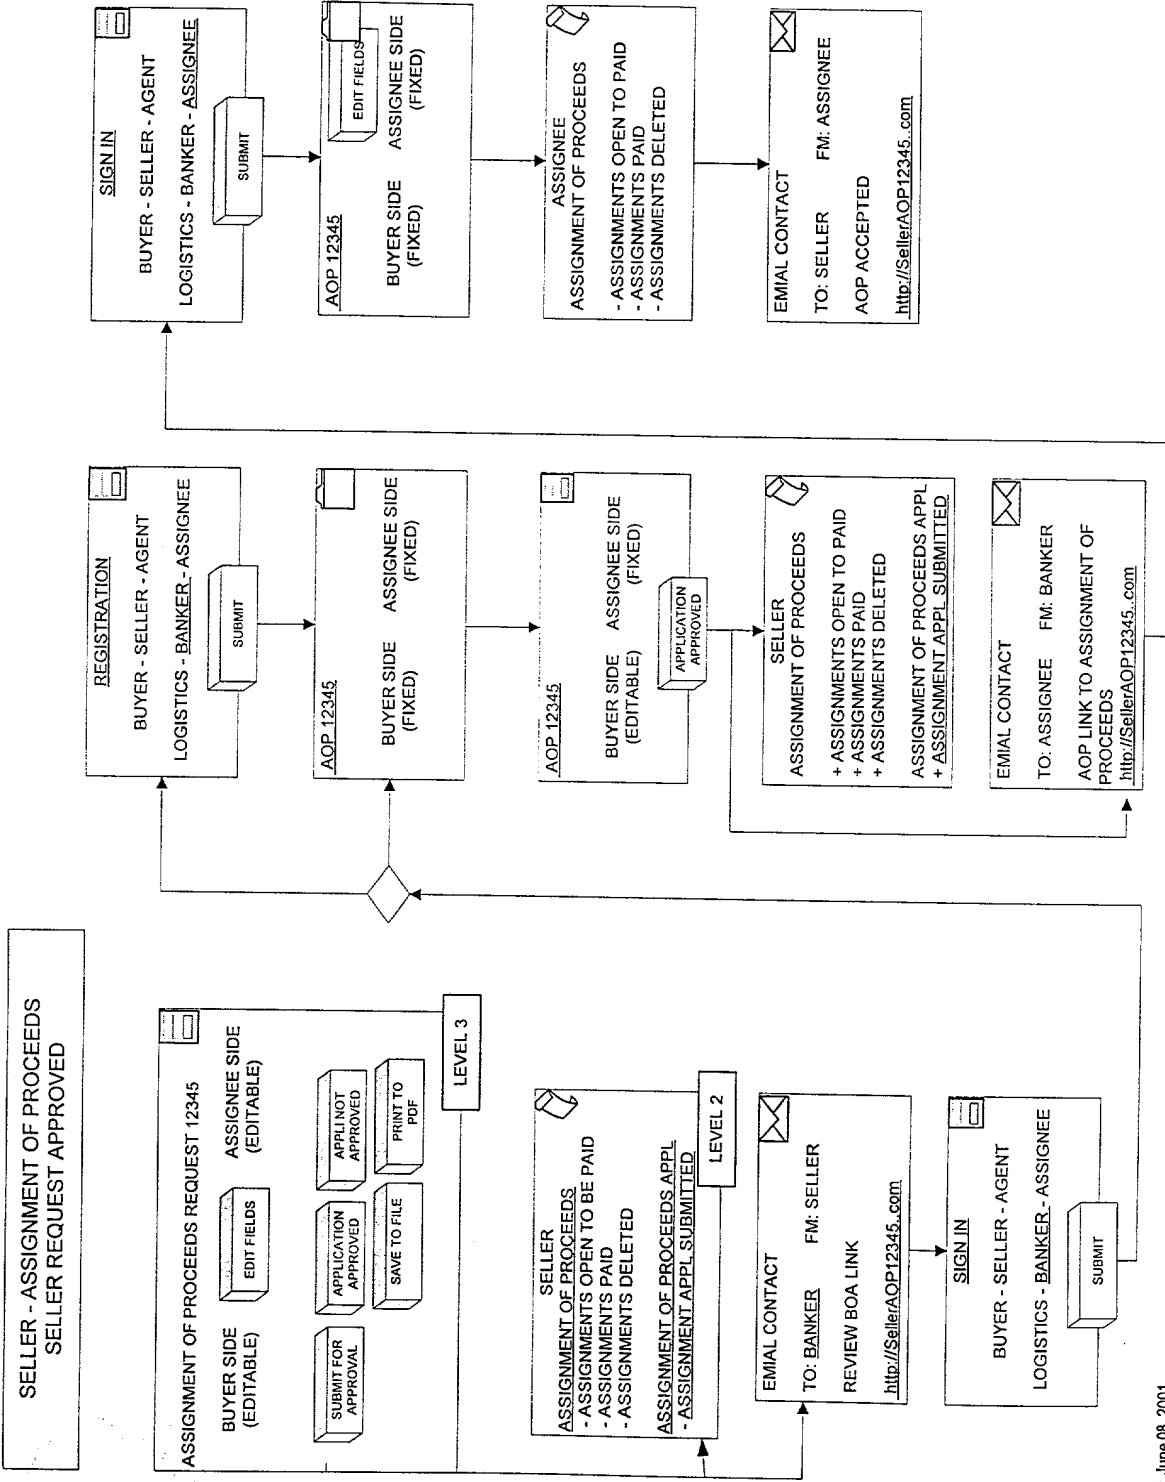 SELLER - ASSIGNMENT OF PROCEEDS
SELLER REQUEST APPROVED
ASSIGNMENT OF PROCEEDS REQUEST 12345
BUYER SIDE
(EDITABLE)
EDIT FIELDS
ASSIGNEE SIDE
(EDITABLE)
SUBMIT FOR
APPROVAL
APPLICATION
APPROVED
APPLI NOT
APPROVED
SAVE TO FILE
PRINT TO
PDF
LEVEL 3
SELLER
ASSIGNMENT OF PROCEEDS
- ASSIGNMENTS OPEN TO BE PAID
- ASSIGNMENTS PAID
- ASSIGNMENTS DELETED
ASSIGNMENT OF PROCEEDS APPL
- ASSIGNMENT APPL SUBMITTED
LEVEL 2
EMIAL CONTACT
TO: BANKER FM: SELLER
REVIEW BOA LINK
http://SellerAOP12345..com
SIGN IN
BUYER - SELLER - AGENT
LOGISTICS - BANKER - ASSIGNEE
SUBMIT
REGISTRATION
BUYER - SELLER - AGENT
LOGISTICS - BANKER - ASSIGNEE
SUBMIT
AOP 12345
BUYER SIDE
(FIXED)
ASSIGNEE SIDE
(FIXED)
AOP 12345
BUYER SIDE
(EDITABLE)
ASSIGNEE SIDE
(FIXED)
APPLICATION
APPROVED
SELLER
ASSIGNMENT OF PROCEEDS
+ ASSIGNMENTS OPEN TO PAID
+ ASSIGNMENTS PAID
+ ASSIGNMENTS DELETED
ASSIGNMENT OF PROCEEDS APPL
+ ASSIGNMENT APPL SUBMITTED
EMIAL CONTACT
TO: ASSIGNEE FM: BANKER
AOP LINK TO ASSIGNMENT OF
PROCEEDS
http://SellerAOP12345..com
SIGN IN
BUYER - SELLER - AGENT
LOGISTICS - BANKER - ASSIGNEE
SUBMIT
AOP 12345
EDIT FIELDS
BUYER SIDE
(FIXED)
ASSIGNEE SIDE
(FIXED)
ASSIGNEE
ASSIGNMENT OF PROCEEDS
- ASSIGNMENTS OPEN TO PAID
- ASSIGNMENTS PAID
- ASSIGNMENTS DELETED
EMIAL CONTACT
TO: SELLER FM: ASSIGNEE
AOP ACCEPTED
http://SellerAOP12345..com
June 08, 2001